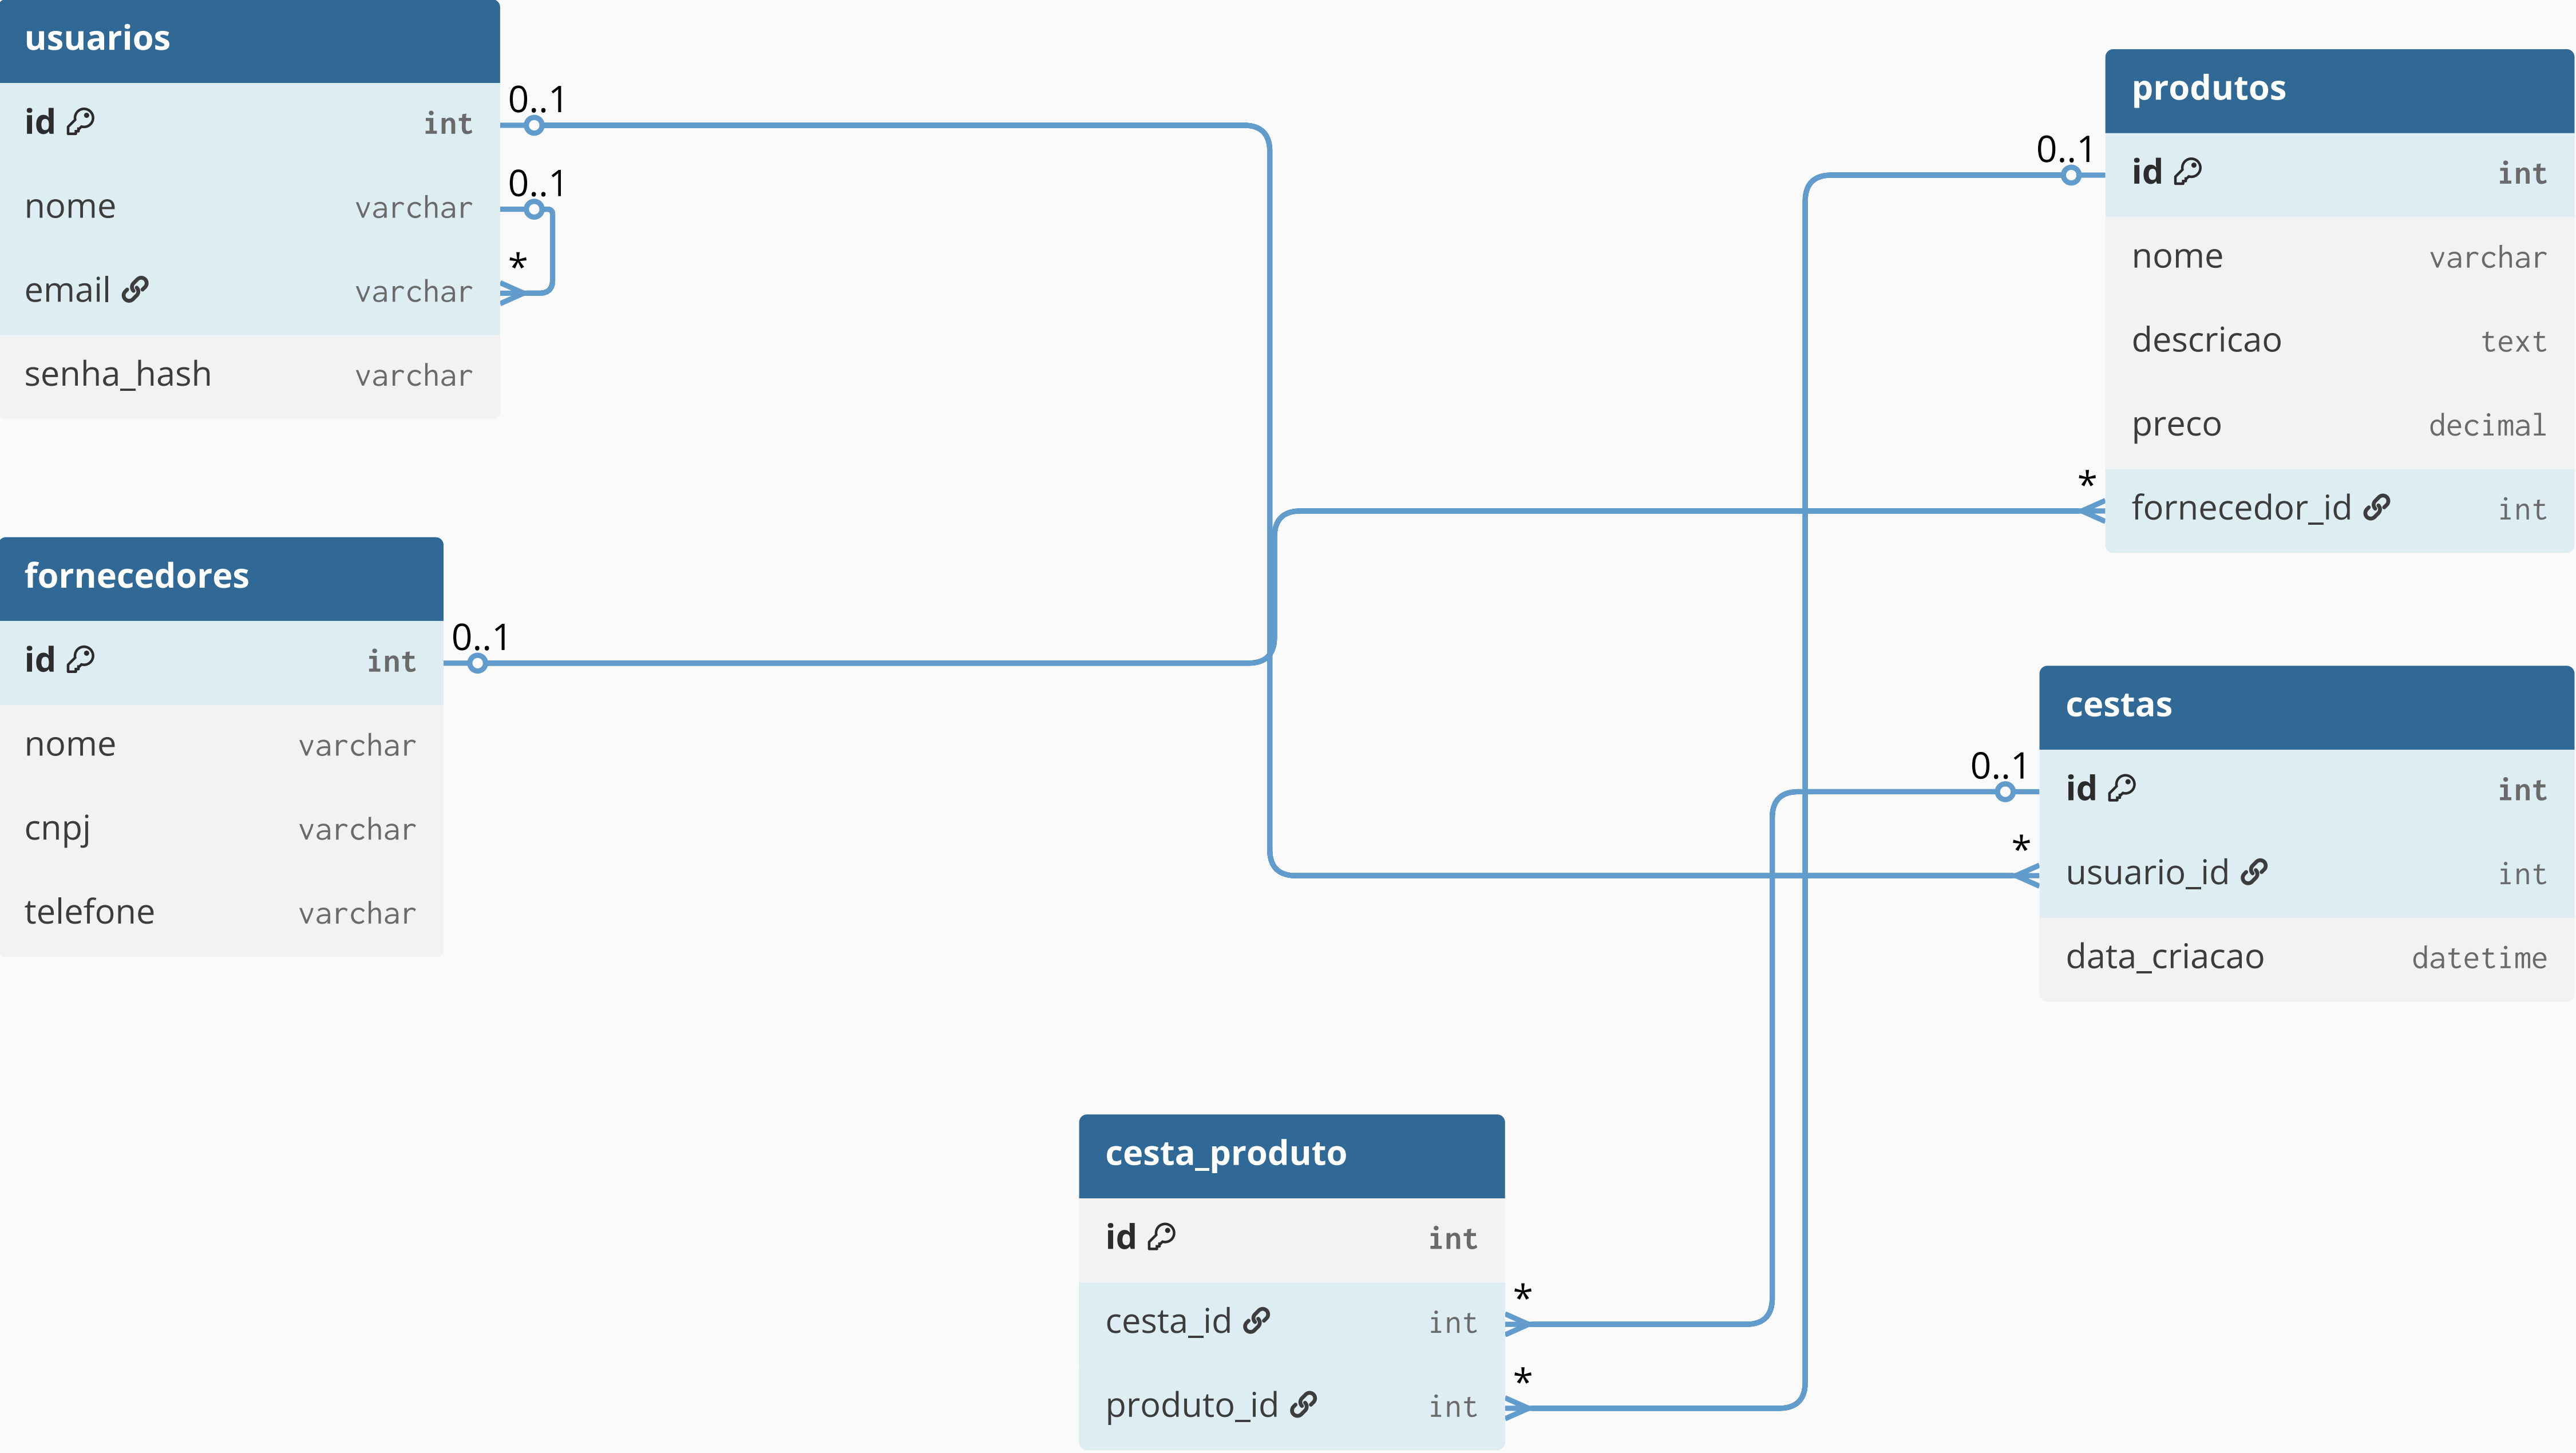 usuarios
id int
nome varchar
email varchar
senha_hash varchar
0..1
0..1
*
fornecedores
id int
nome varchar
cnpj varchar
telefone varchar
0..1
produtos
id int
nome varchar
descricao text
preco decimal
fornecedor_id int
0..1
*
cestas
id int
usuario_id int
data_criacao datetime
0..1
*
cesta_produto
id int
cesta_id int
produto_id int
*
*